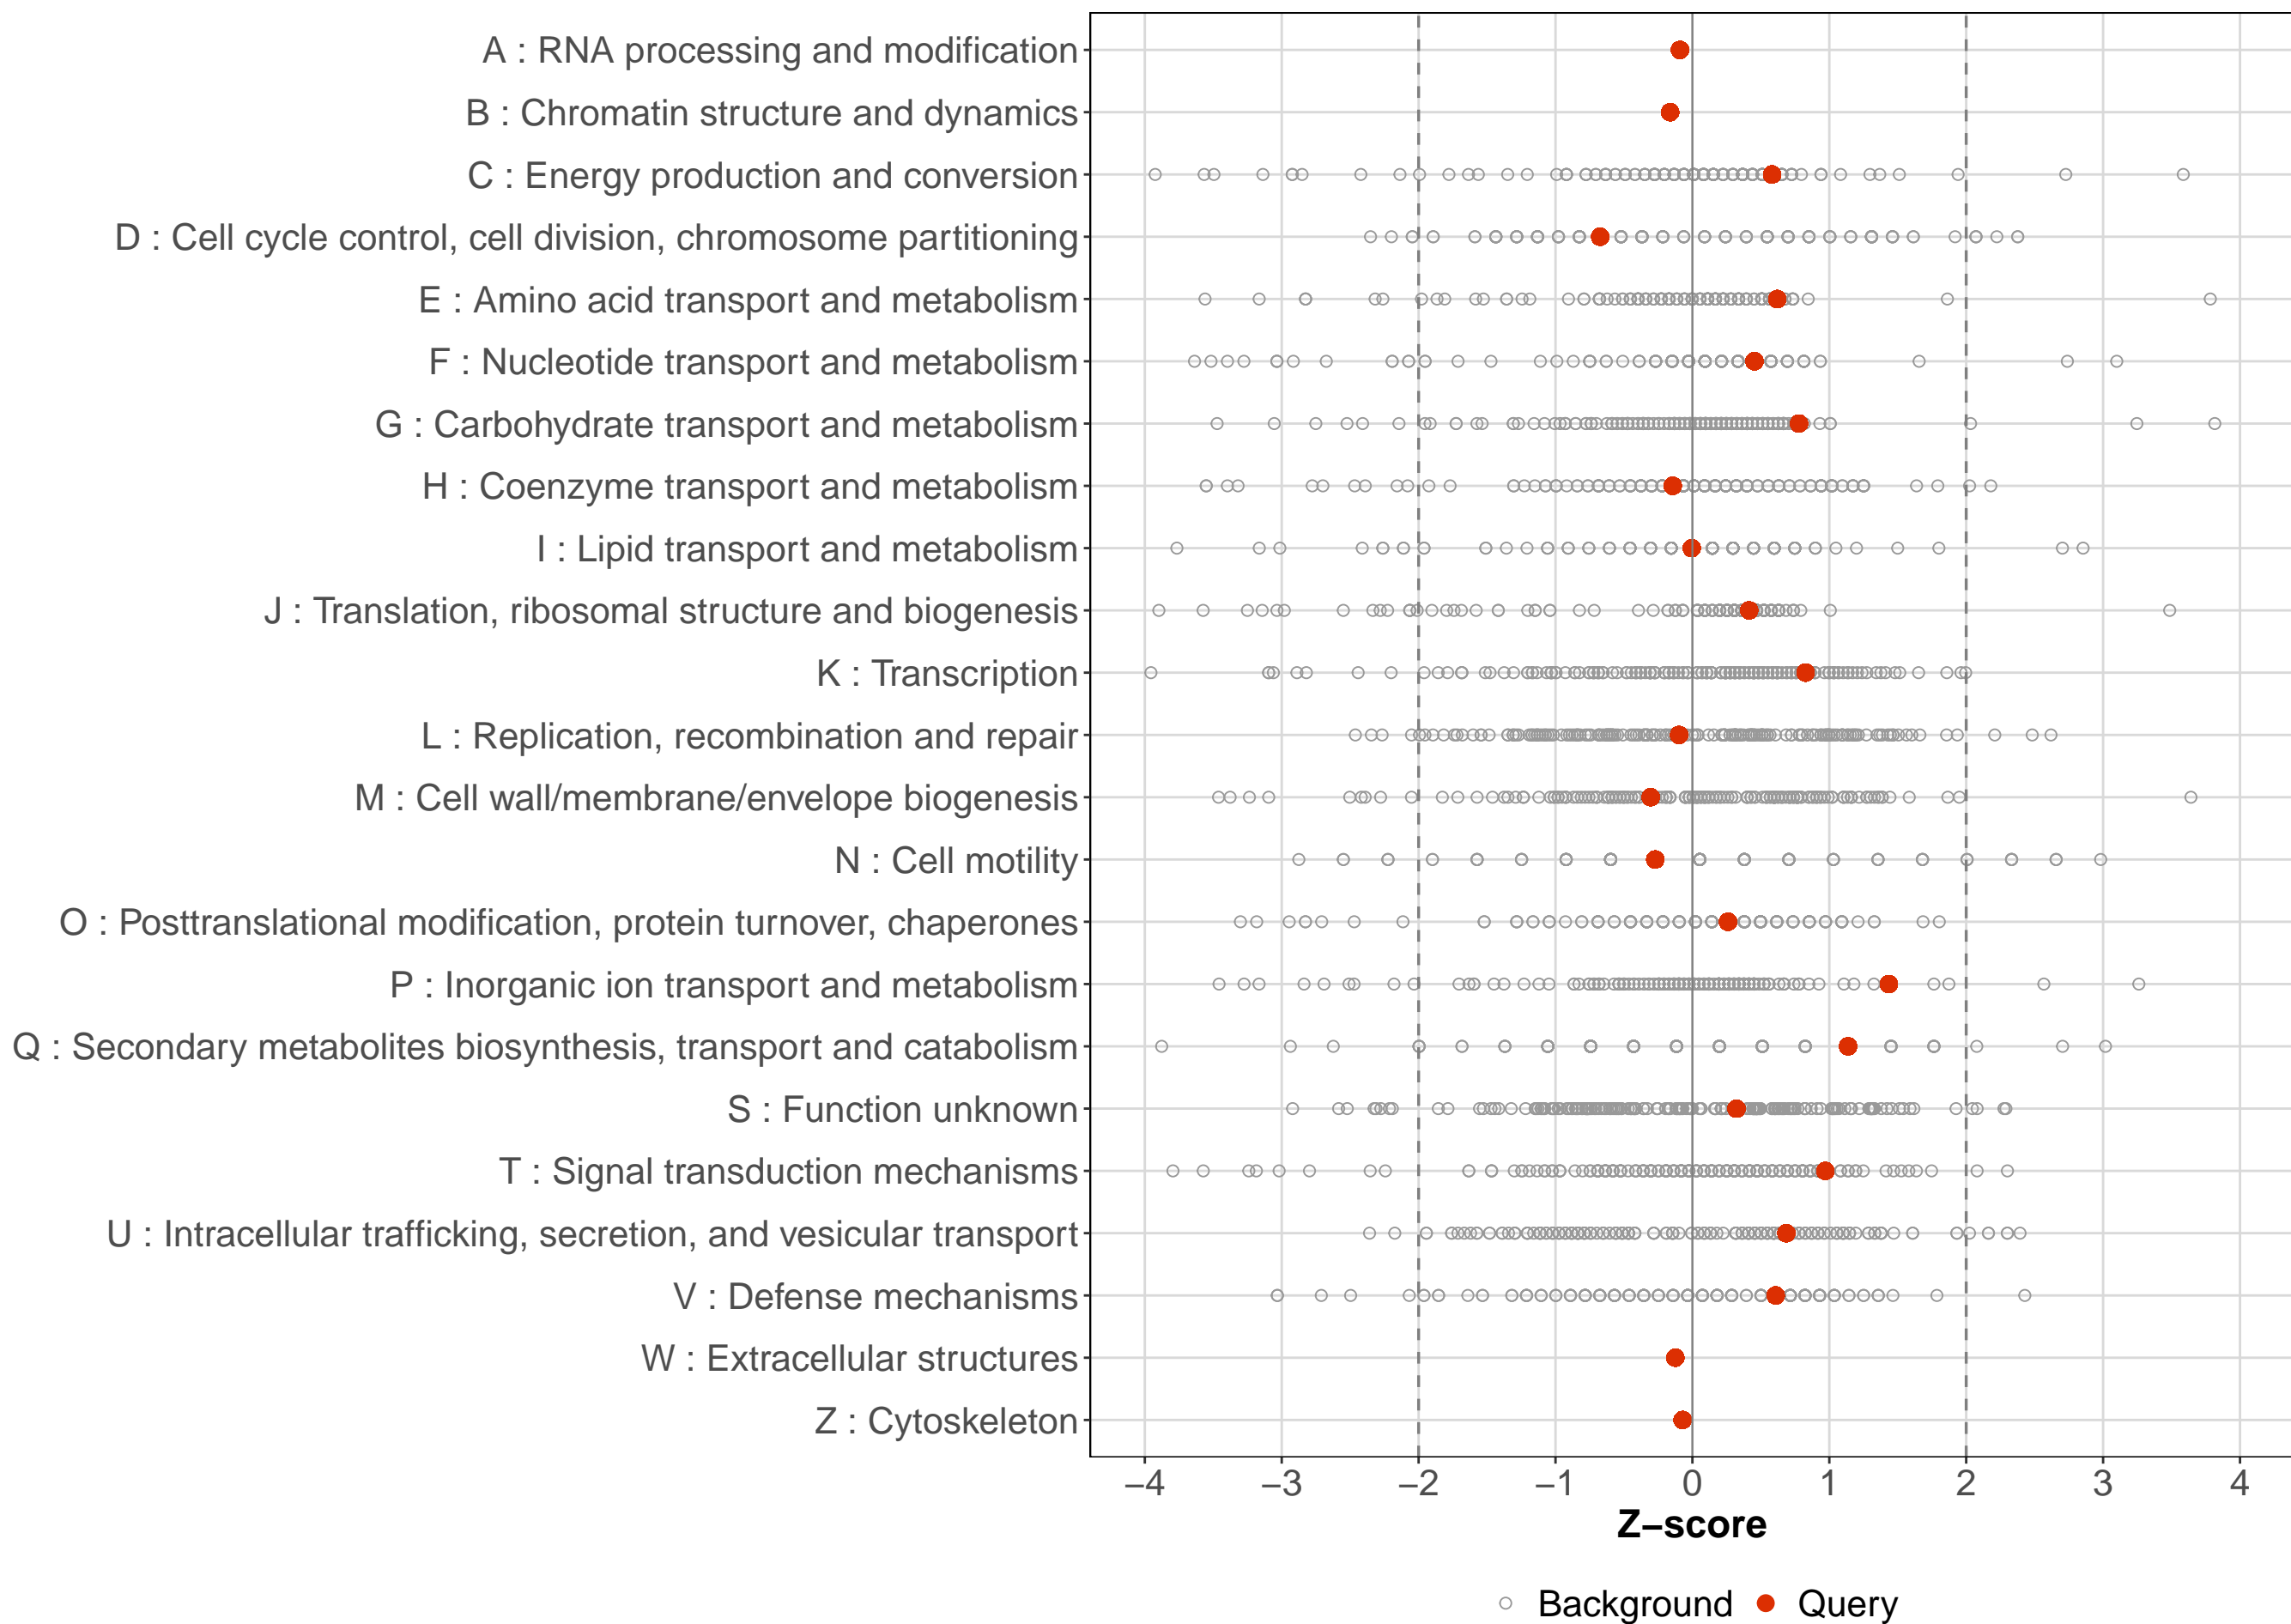 A : RNA processing and modification
B : Chromatin structure and dynamics
C : Energy production and conversion
D : Cell cycle control, cell division, chromosome partitioning
E : Amino acid transport and metabolism
F : Nucleotide transport and metabolism
G : Carbohydrate transport and metabolism
H : Coenzyme transport and metabolism
I : Lipid transport and metabolism
J : Translation, ribosomal structure and biogenesis
K : Transcription
L : Replication, recombination and repair
M : Cell wall/membrane/envelope biogenesis
N : Cell motility
O : Posttranslational modification, protein turnover, chaperones
P : Inorganic ion transport and metabolism
Q : Secondary metabolites biosynthesis, transport and catabolism
S : Function unknown
T : Signal transduction mechanisms
U : Intracellular trafficking, secretion, and vesicular transport
V : Defense mechanisms
W : Extracellular structures
Z : Cytoskeleton
−4 −3 −2 −1 0 1 2 3 4
Z−score
Background Query